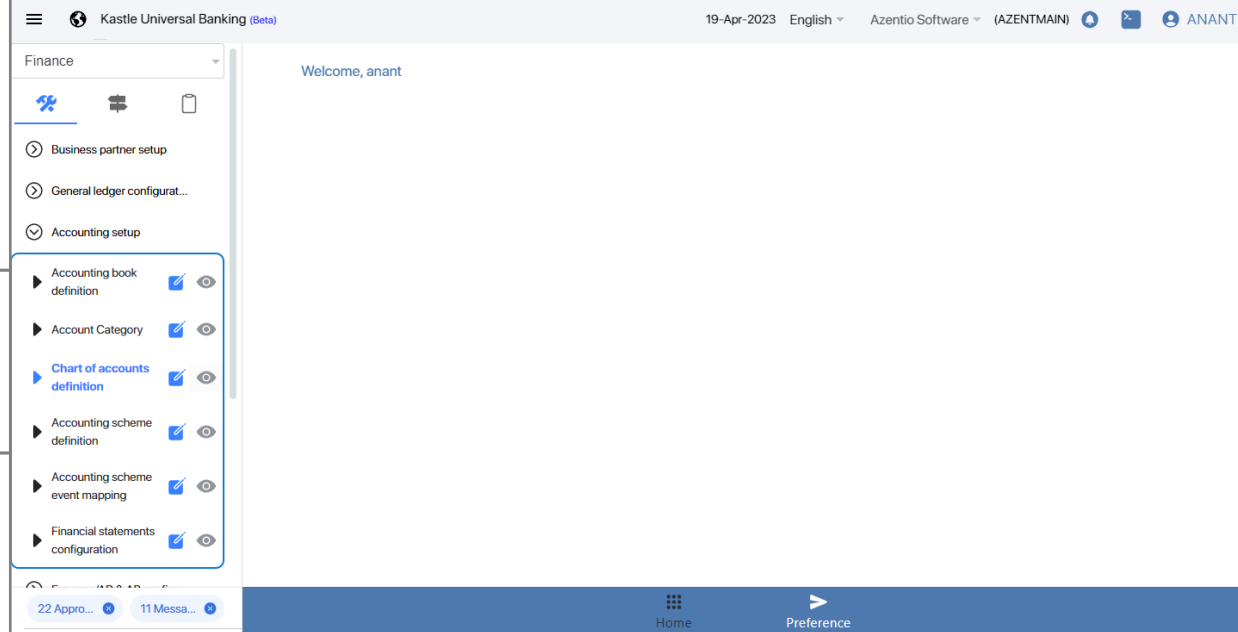 Kastle Universal Banking (Beta)
19-Apr-2023 English Azentio Software (AZENTMAIN) ANANT
Finance
Welcome, anant
Business partner setup
General ledger configurat...
Accounting setup
Accounting book
definition
Account Category
Chart of accounts
definition
Accounting scheme
definition
Accounting scheme
event mapping
Financial statements
configuration
22 Appro...
11 Messa...
Home
Preference